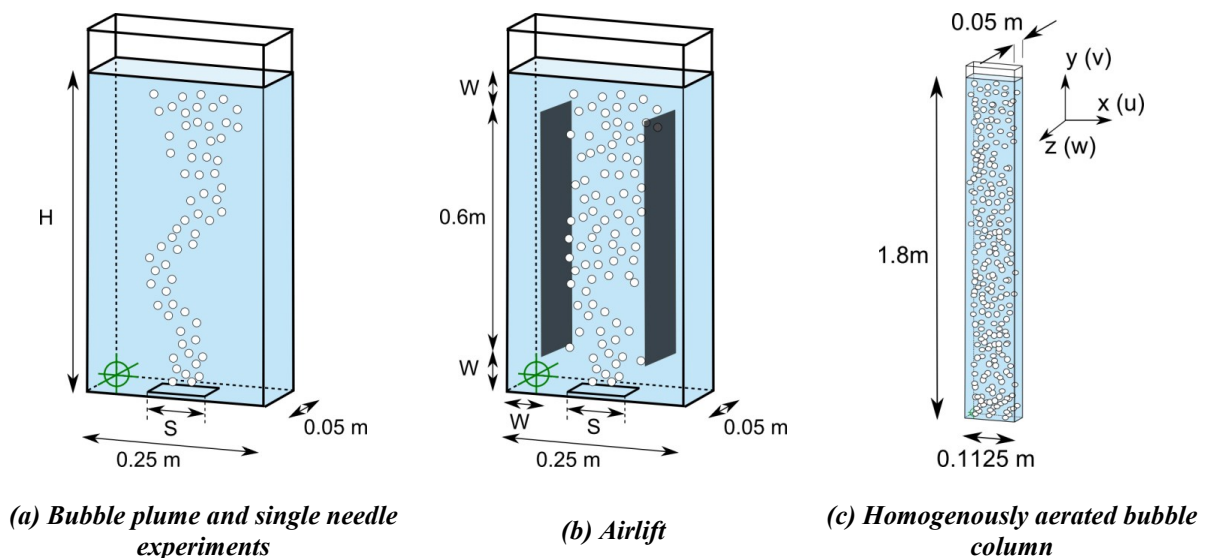 H
S
0.25 m
0.05 m
(a) Bubble plume and single needle
experiments
W
0.6m
W
W
S
0.25 m
0.05 m
(b) Airlift
0.05 m
y (v)
x (u)
z (w)
1.8m
0.1125 m
(c) Homogenously aerated bubble
column